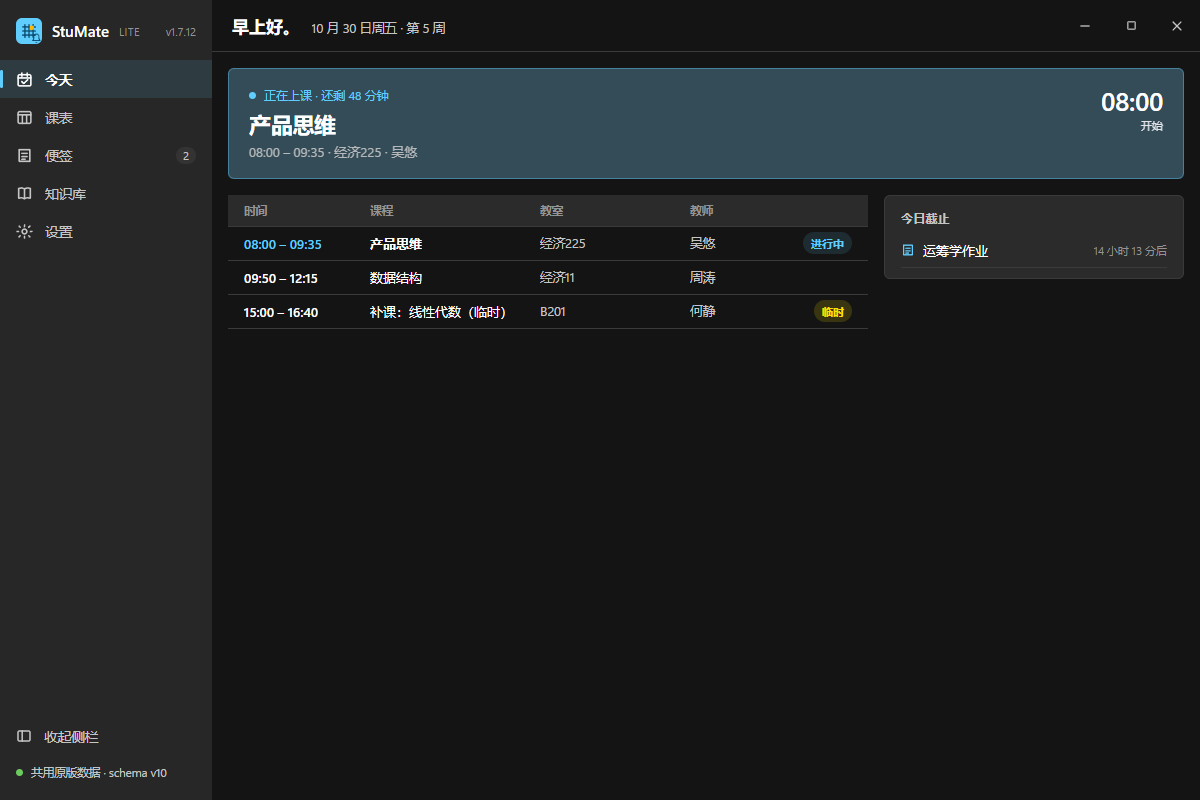 StuMate LITE v1.7.12
今天
课表
便签 2
知识库
设置
收起侧栏
共用原版数据 · schema v10
早上好。 10 月 30 日周五 · 第 5 周
正在上课 · 还剩 48 分钟
产品思维
08:00 – 09:35 · 经济225 · 吴悠
08:00
开始
时间 课程 教室 教师
08:00 – 09:35 产品思维 经济225 吴悠 进行中
09:50 – 12:15 数据结构 经济11 周涛
15:00 – 16:40 补课：线性代数（临时） B201 何静 临时
今日截止
运筹学作业 14 小时 13 分后